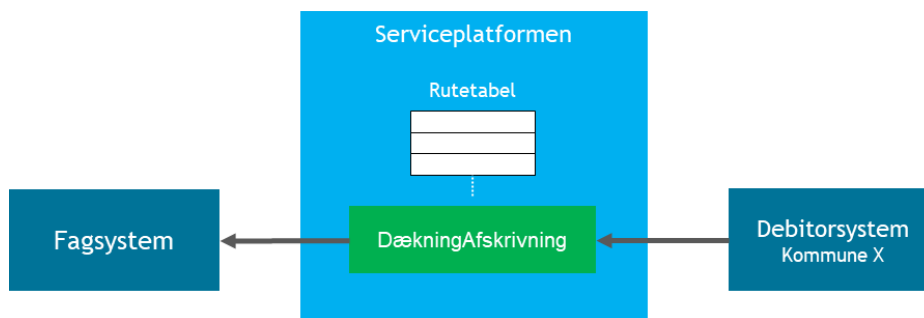 Serviceplatformen
Rutetabel
Fagsystem
DækningAfskrivning
Debitorsystem
Kommune X